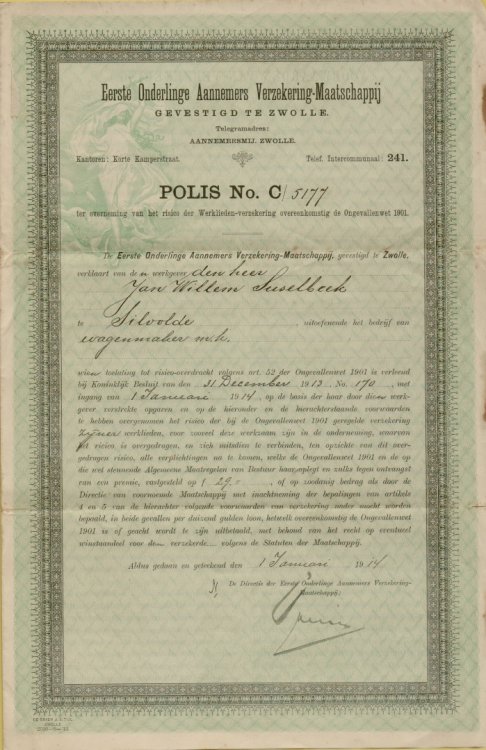 Eerste Onderlinge Aannemers Verzekering-Maatschappij
GEVESTIGD TE ZWOLLE.
Telegramadres:
AANNEMERSMIJ. ZWOLLE.
Kantoren: Korte Kamperstraat. Telef. Intercommunaal: 241.
POLIS No. C/5177
ter overneming van het risico der Werklieden-verzekering overeenkomstig de Ongevallenwet 1901.
De Eerste Onderlinge Aannemers Verzekering-Maatschappij, gevestigd te Zwolle,
verklaart van den werkgever den heer
Jan Willem Suselbeek
te Silvolde uitoefenende het bedrijf van
wagenmaker m.k.
wien toelating tot risico-overdracht volgens art. 52 der Ongevallenwet 1901 is verleend
bij Koninklijk Besluit van den 31 December 1913 No. 170, met
ingang van 1 Januari 1914, op de basis der haar door dien werk-
gever verstrekte opgaven en op de hieronder en de hierachterstaande voorwaarden
te hebben overgenomen het risico der bij de Ongevallenwet 1901 geregelde verzekering
zijner werklieden, voor zooveel deze werkzaam zijn in de onderneming, waarvan
het risico is overgedragen, en zich mitsdien te verbinden, ten opzichte van dit over-
gedragen risico, alle verplichtingen na te komen, welke de Ongevallenwet 1901 en de op
die wet steunende Algemeene Maatregelen van Bestuur haar oplegt en zulks tegen ontvangst
van een premie, vastgesteld op f 29.= of op zoodanig bedrag als door de
Directie van voornoemde Maatschappij met inachtneming der bepalingen van artikels
4 en 5 van de hierachter volgende voorwaarden van verzekering nader mocht worden
bepaald, in beide gevallen per duizend gulden loon, hetwelk overeenkomstig de Ongevallenwet
1901 is of geacht wordt te zijn uitbetaald, met behoud van het recht op eventueel
winstaandeel voor den verzekerde volgens de Statuten der Maatschappij.
Aldus gedaan en geteekend den 1 Januari 1914
De Directie der Eerste Onderlinge Aannemers Verzekering-
Maatschappij: